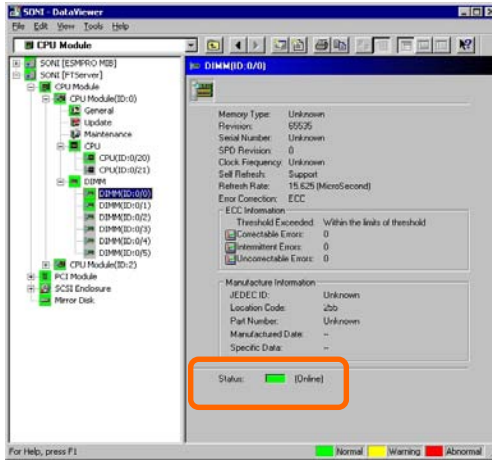 SONI - DataViewer
File Edit View Tools Help
CPU Module
SONI [ESMPRO MIB]
SONI [FTServer]
CPU Module
CPU Module(ID:0)
General
Update
Maintenance
CPU
CPU(ID:0/20)
CPU(ID:0/21)
DIMM
DIMM(ID:0/0)
DIMM(ID:0/1)
DIMM(ID:0/2)
DIMM(ID:0/3)
DIMM(ID:0/4)
DIMM(ID:0/5)
CPU Module(ID:2)
PCI Module
SCSI Enclosure
Mirror Disk
DIMM(ID:0/0)
Memory Type: Unknown
Revision: 65535
Serial Number: Unknown
SPD Revision: 0
Clock Frequency: Unknown
Self Refresh: Support
Refresh Rate: 15.625 [MicroSecond]
Error Correction: ECC
ECC Information
Threshold Exceeded: Within the limits of threshold
Correctable Errors: 0
Intermittent Errors: 0
Uncorrectable Errors: 0
Manufacture Information
JEDEC ID: Unknown
Location Code: 255
Part Number: Unknown
Manufactured Date: --
Specific Data: --
Status: (Online)
For Help, press F1
Normal Warning Abnormal